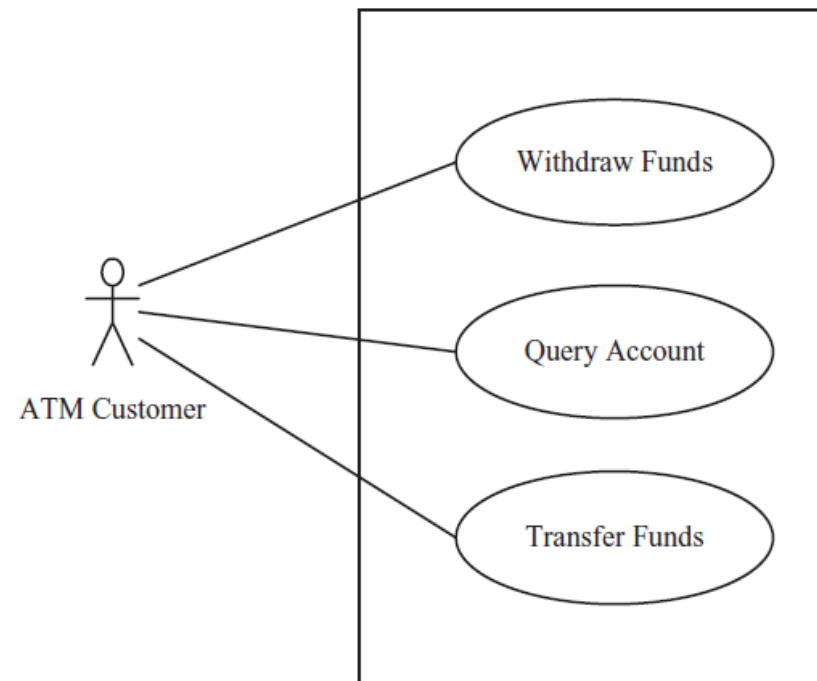 Withdraw Funds
Query Account
ATM Customer
Transfer Funds